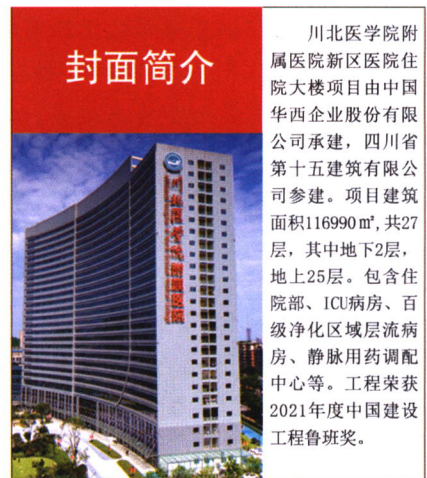 封面简介
川北医学院附属医院
川北医学院附
属医院新区医院住
院大楼项目由中国
华西企业股份有限
公司承建，四川省
第十五建筑有限公
司参建。项目建筑
面积116990㎡,共27
层，其中地下2层，
地上25层。包含住
院部、ICU病房、百
级净化区域层流病
房、静脉用药调配
中心等。工程荣获
2021年度中国建设
工程鲁班奖。